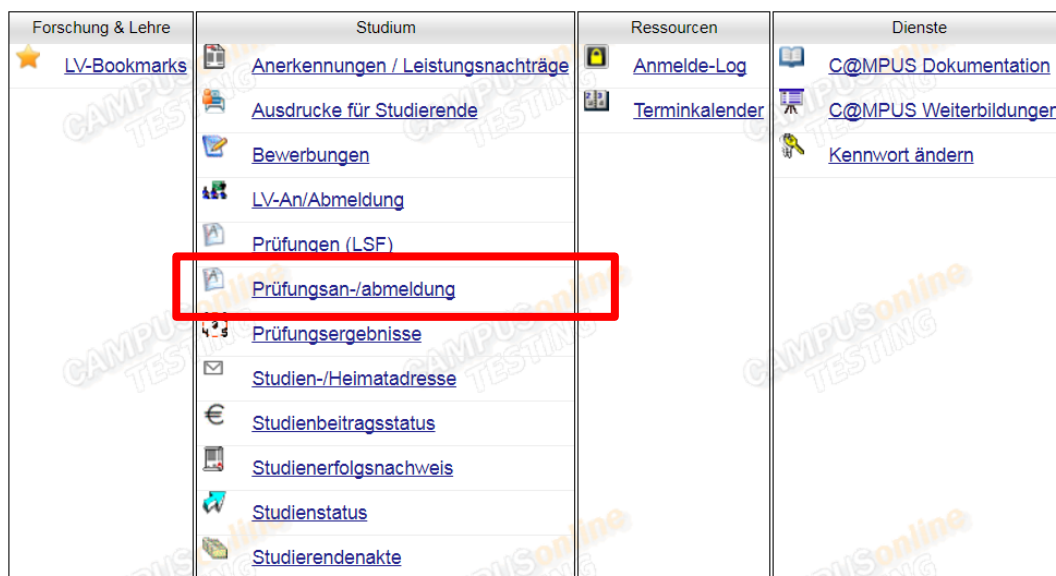 Forschung & Lehre
LV-Bookmarks
Studium
Anerkennungen / Leistungsnachträge
Ausdrucke für Studierende
Bewerbungen
LV-An/Abmeldung
Prüfungen (LSF)
Prüfungsan-/abmeldung
Prüfungsergebnisse
Studien-/Heimatadresse
Studienbeitragsstatus
Studienerfolgsnachweis
Studienstatus
Studierendenakte
Ressourcen
Anmelde-Log
Terminkalender
Dienste
C@MPUS Dokumentation
C@MPUS Weiterbildungen
Kennwort ändern
CAMPUSonline
TESTING